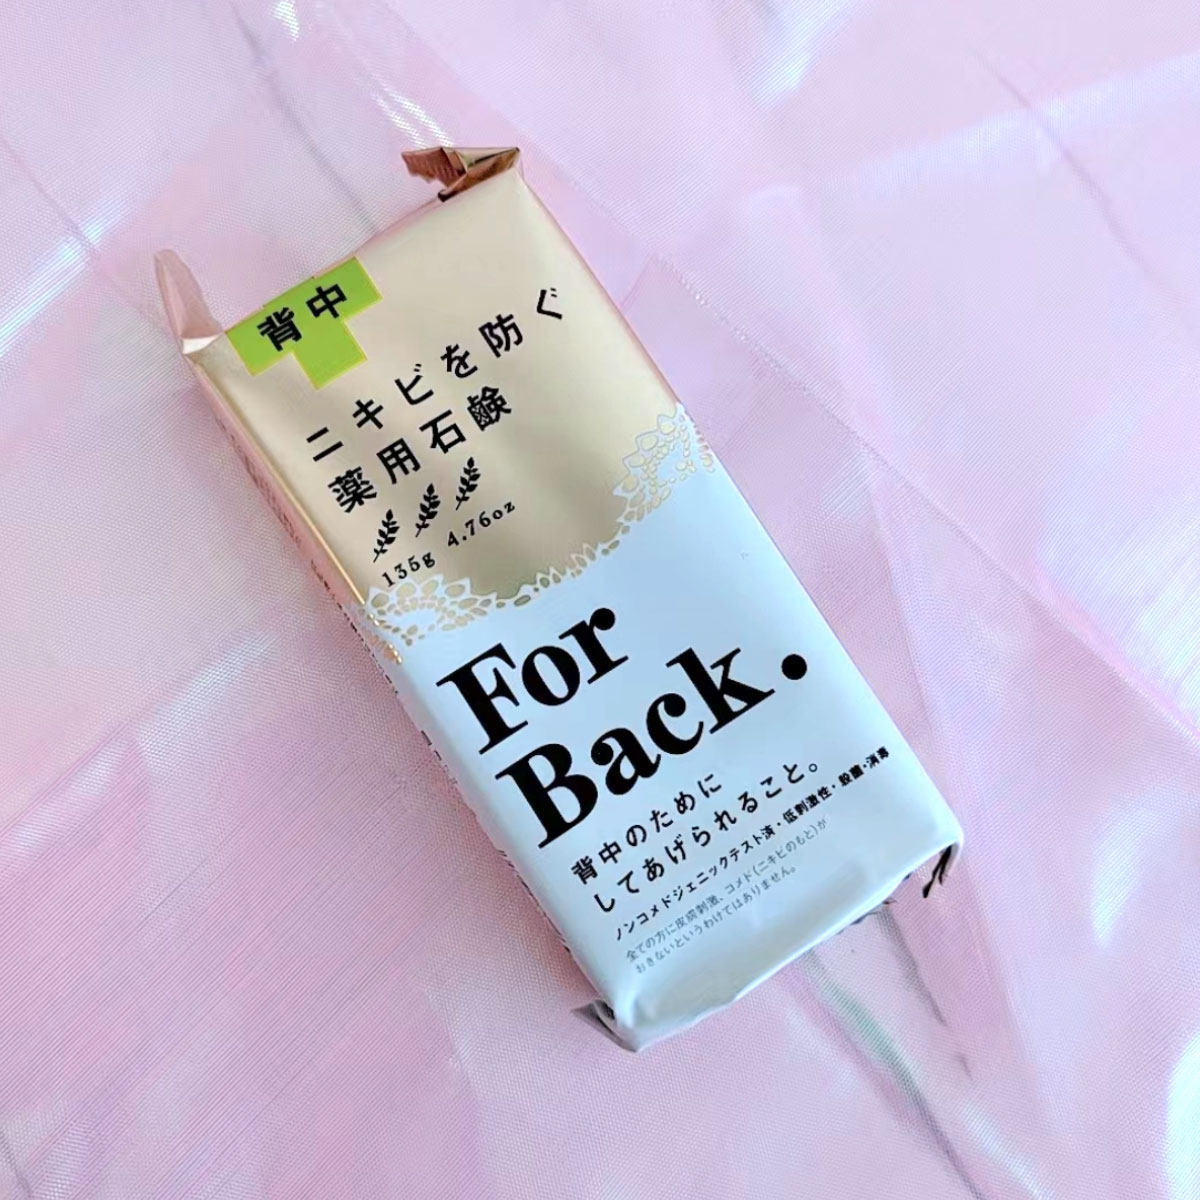 背中
ニキビを防ぐ
薬用石鹸
135g 4.76oz
For
Back.
背中のために
してあげられること。
ノンコメドジェニックテスト済・低刺激性・殺菌・消毒
全ての方に皮膚刺激、コメド(ニキビのもと)が
おきないというわけではありません。